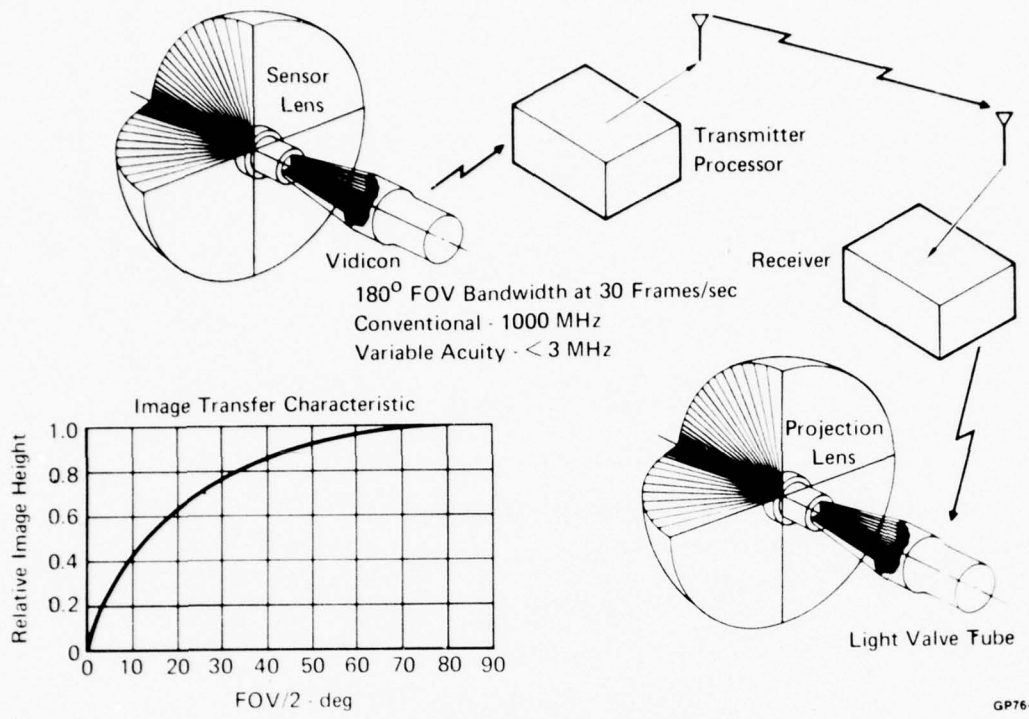 Sensor
Lens
Transmitter
Processor
Vidicon
Receiver
180° FOV Bandwidth at 30 Frames/sec
Conventional - 1000 MHz
Variable Acuity - < 3 MHz
Image Transfer Characteristic
Relative Image Height
1.0
0.8
0.6
0.4
0.2
0
0 10 20 30 40 50 60 70 80 90
FOV/2 - deg
Projection
Lens
Light Valve Tube
GP76-